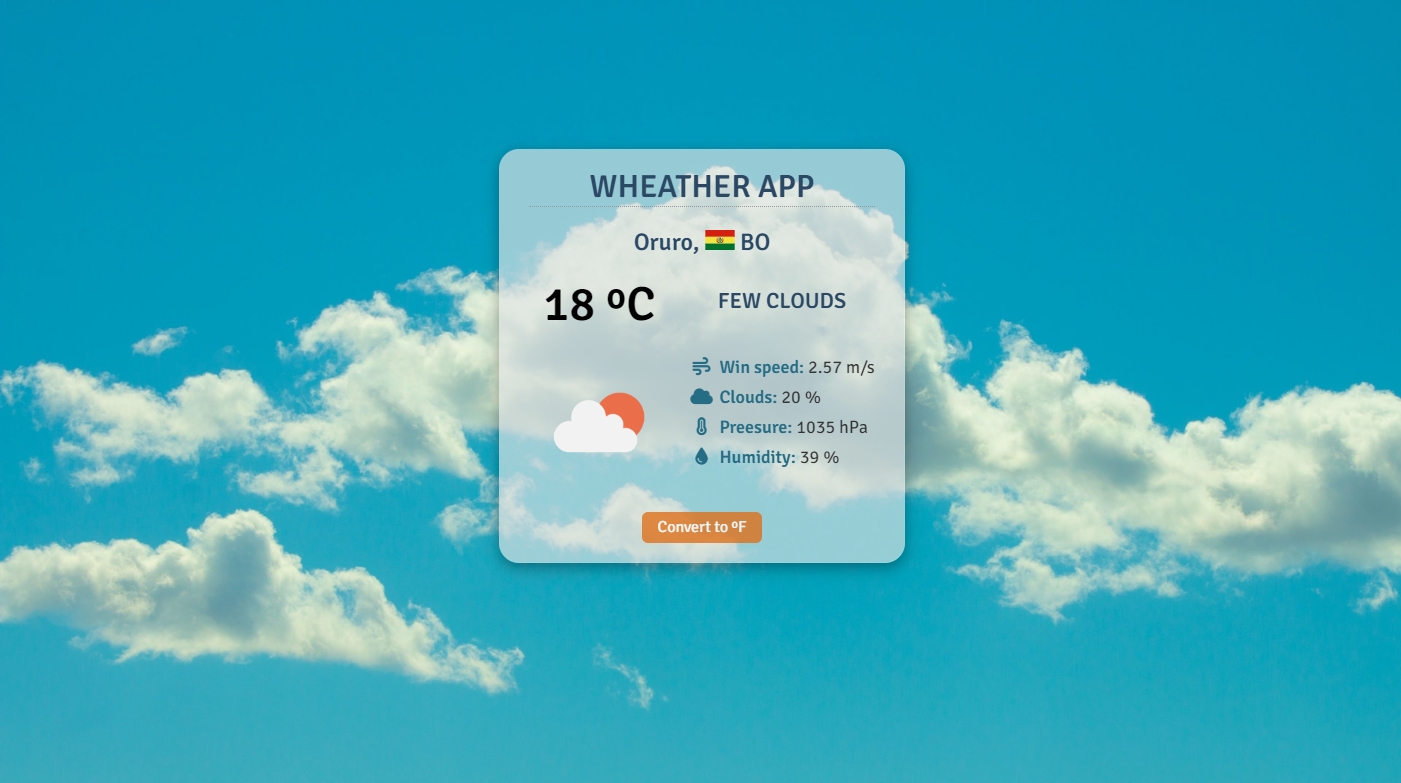 WHEATHER APP
Oruro, BO
18 ºC
FEW CLOUDS
Win speed: 2.57 m/s
Clouds: 20 %
Preesure: 1035 hPa
Humidity: 39 %
Convert to ºF